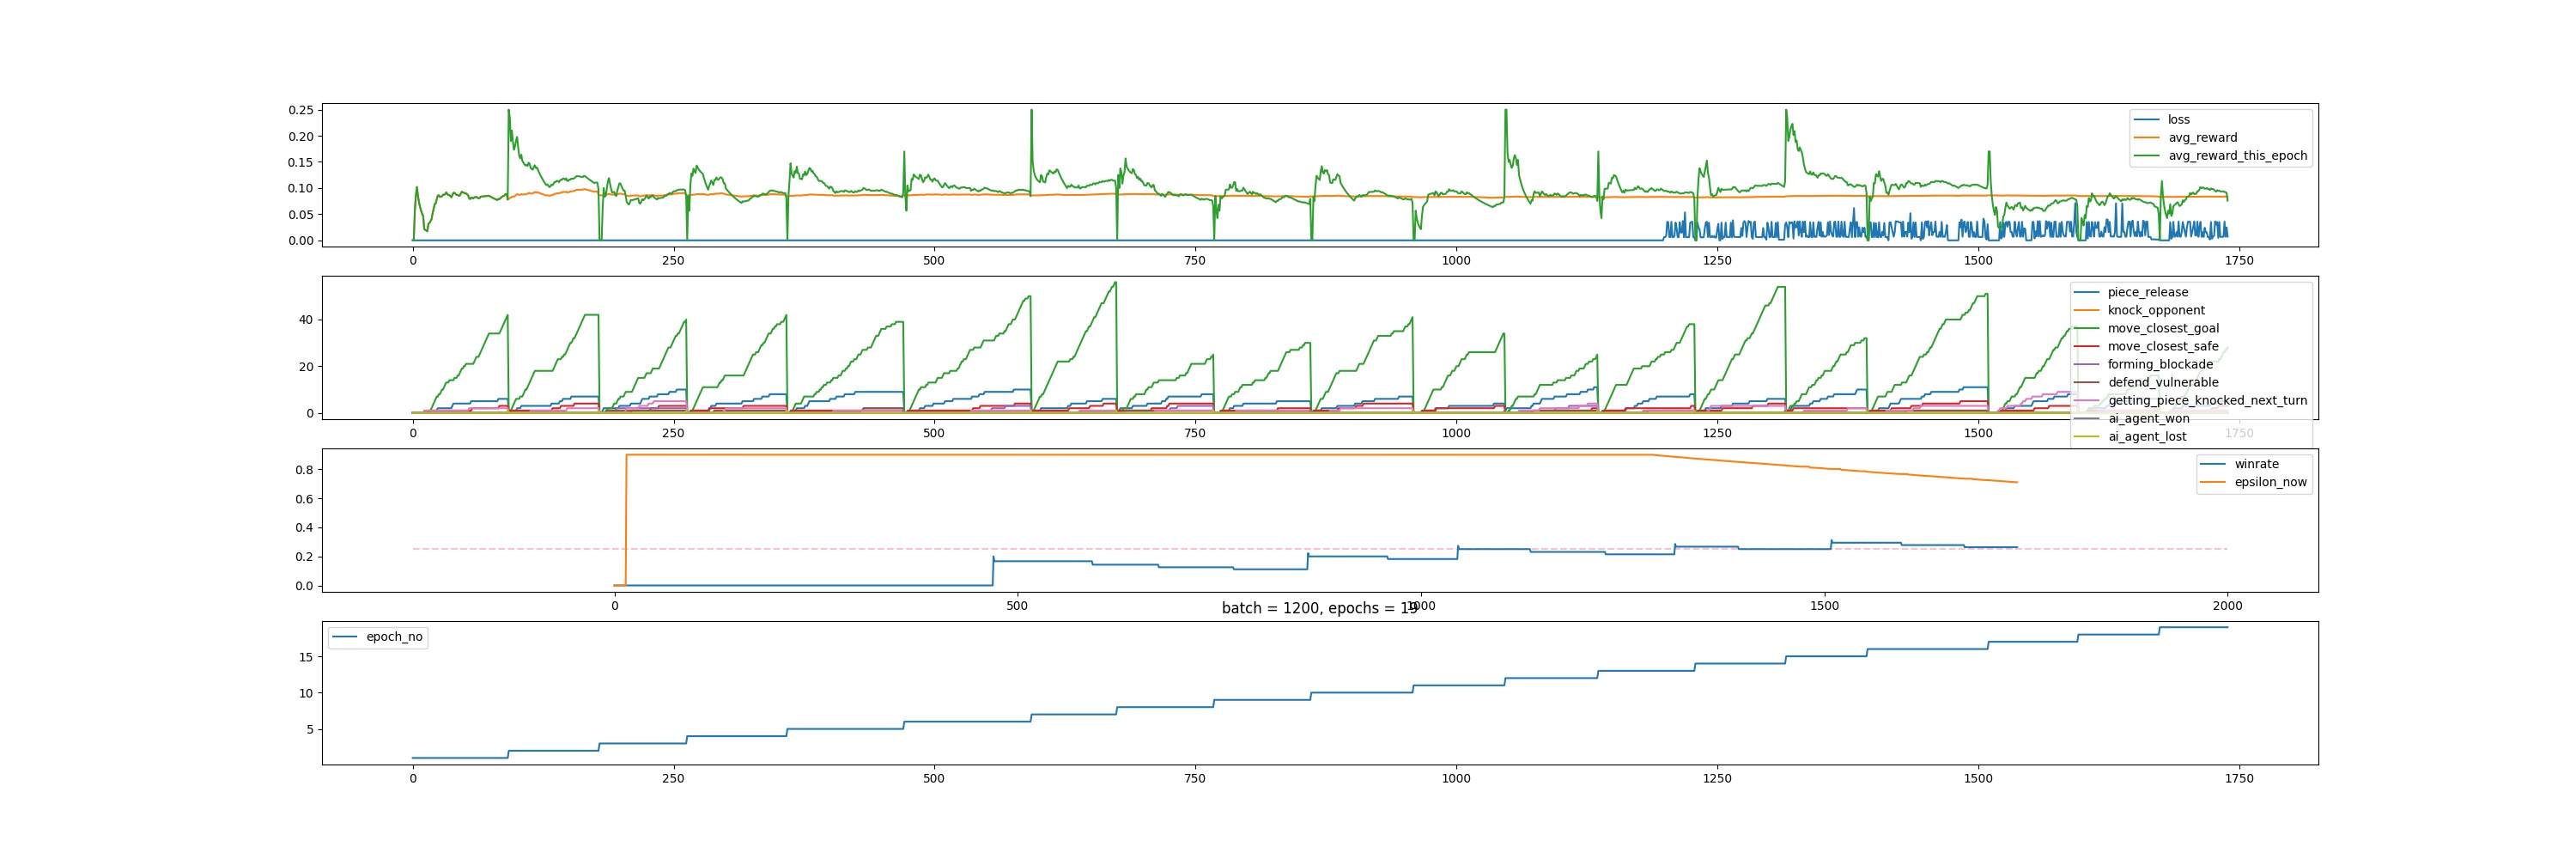 0.25
0.20
0.15
0.10
0.05
0.00
loss
avg_reward
avg_reward_this_epoch
0 250 500 750 1000 1250 1500 1750
40
20
0
piece_release
knock_opponent
move_closest_goal
move_closest_safe
forming_blockade
defend_vulnerable
getting_piece_knocked_next_turn
ai_agent_won
ai_agent_lost
0 250 500 750 1000 1250 1500 1750
0.8
0.6
0.4
0.2
0.0
winrate
epsilon_now
0 500 1000 1500 2000
batch = 1200, epochs = 19
epoch_no
15
10
5
0 250 500 750 1000 1250 1500 1750